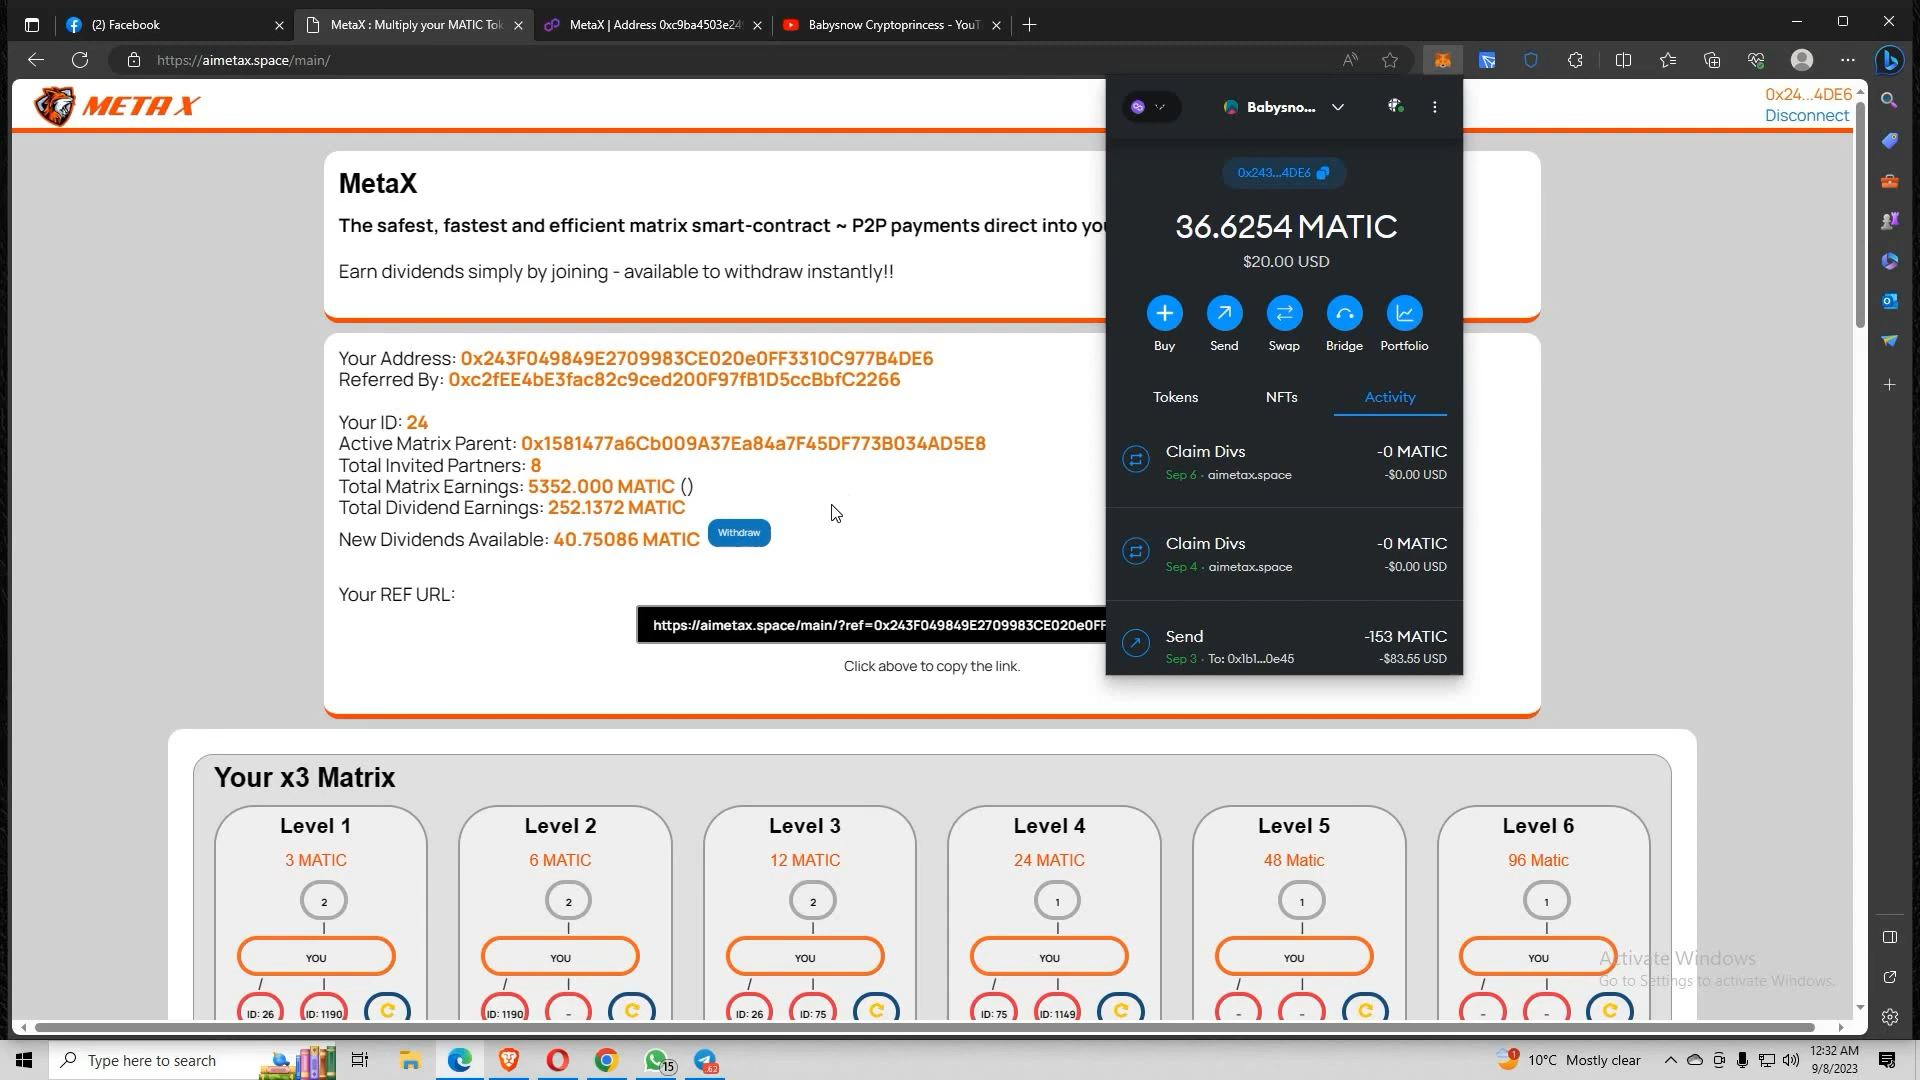 (2) Facebook
MetaX : Multiply your MATIC Tok
MetaX | Address 0xc9ba4503e24
Babysnow Cryptoprincess - YouT
https://aimetax.space/main/
META X
0x24...4DE6
Disconnect
MetaX
The safest, fastest and efficient matrix smart-contract ~ P2P payments direct into you
Earn dividends simply by joining - available to withdraw instantly!!
Your Address: 0x243F049849E2709983CE020e0FF3310C977B4DE6
Referred By: 0xc2fEE4bE3fac82c9ced200F97fB1D5ccBbfC2266
Your ID: 24
Active Matrix Parent: 0x1581477a6Cb009A37Ea84a7F45DF773B034AD5E8
Total Invited Partners: 8
Total Matrix Earnings: 5352.000 MATIC ()
Total Dividend Earnings: 252.1372 MATIC
New Dividends Available: 40.75086 MATIC
Withdraw
Your REF URL:
https://aimetax.space/main/?ref=0x243F049849E2709983CE020e0FF
Click above to copy the link.
Babysno...
0x243...4DE6
36.6254 MATIC
$20.00 USD
Buy
Send
Swap
Bridge
Portfolio
Tokens
NFTs
Activity
Claim Divs
-0 MATIC
Sep 6 · aimetax.space
-$0.00 USD
Claim Divs
-0 MATIC
Sep 4 · aimetax.space
-$0.00 USD
Send
-153 MATIC
Sep 3 · To: 0x1b1...0e45
-$83.55 USD
Your x3 Matrix
Level 1
3 MATIC
2
YOU
/ |
ID: 26
ID: 1190
Level 2
6 MATIC
2
YOU
/ |
ID: 1190
-
Level 3
12 MATIC
2
YOU
/ |
ID: 26
ID: 75
Level 4
24 MATIC
1
YOU
/ |
ID: 75
ID: 1149
Level 5
48 Matic
1
YOU
/ |
-
-
Level 6
96 Matic
1
YOU
/ |
-
-
Activate Windows
Go to Settings to activate Windows.
Type here to search
15
62
1
10°C Mostly clear
12:32 AM
9/8/2023